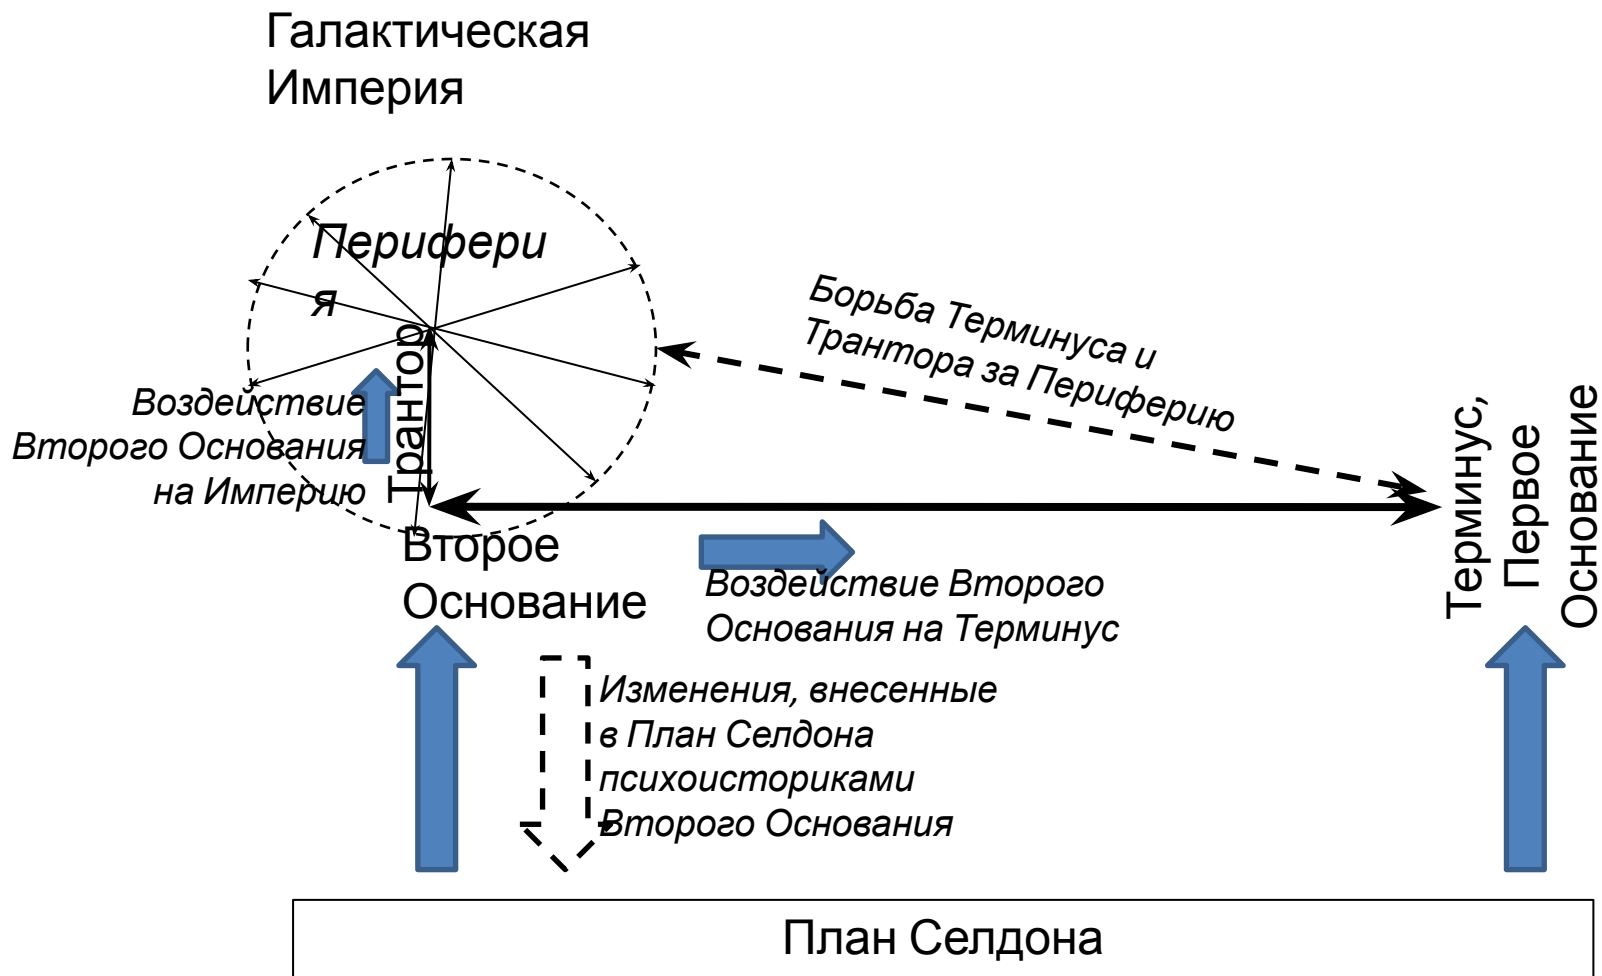 Галактическая
Империя
Перифери
я
Трантор
Борьба Терминуса и
Трантора за Периферию
Воздействие
Второго Основания
на Империю
Терминус,
Первое
Основание
Второе
Основание
Воздействие Второго
Основания на Терминус
Изменения, внесенные
в План Селдона
психоисториками
Второго Основания
План Селдона